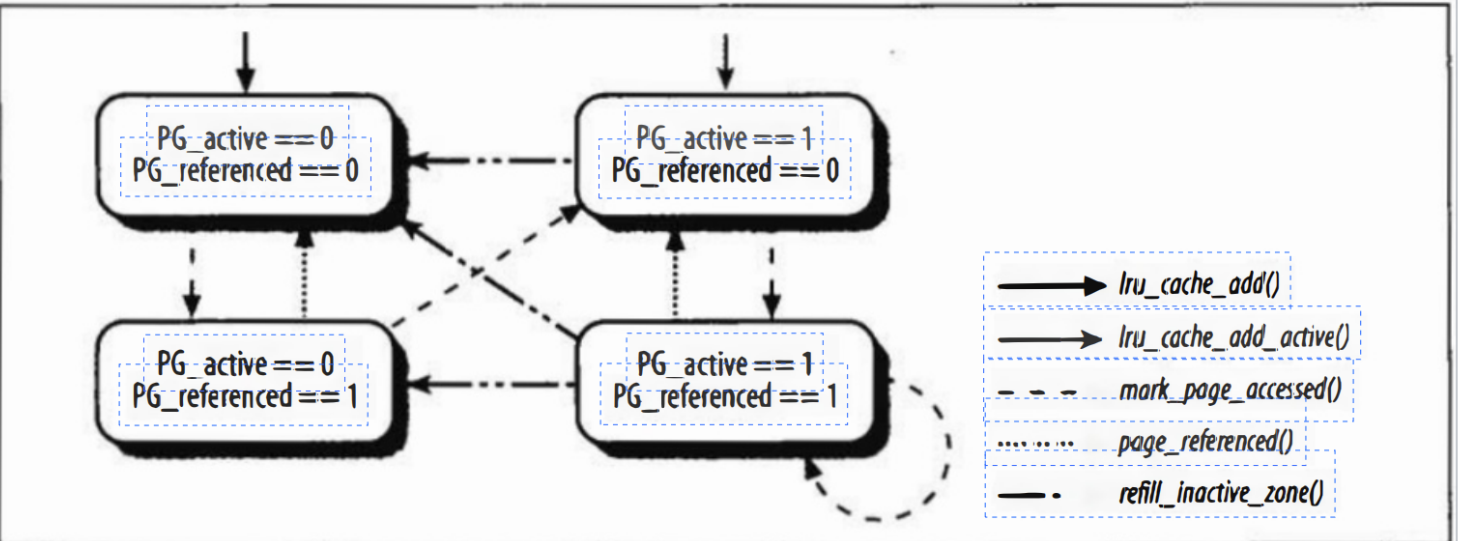 PG_active == 0
PG_referenced == 0
PG_active == 1
PG_referenced == 0
PG_active == 0
PG_referenced == 1
PG_active == 1
PG_referenced == 1
lru_cache_add()
lru_cache_add_active()
mark_page_accessed()
page_referenced()
refill_inactive_zone()